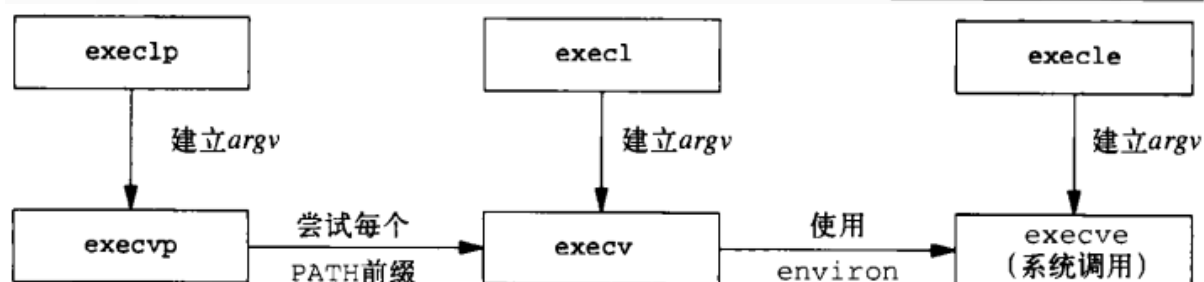 execlp
execl
execle
建立argv
建立argv
建立argv
execvp
尝试每个
PATH前缀
execv
使用
environ
execve
(系统调用)